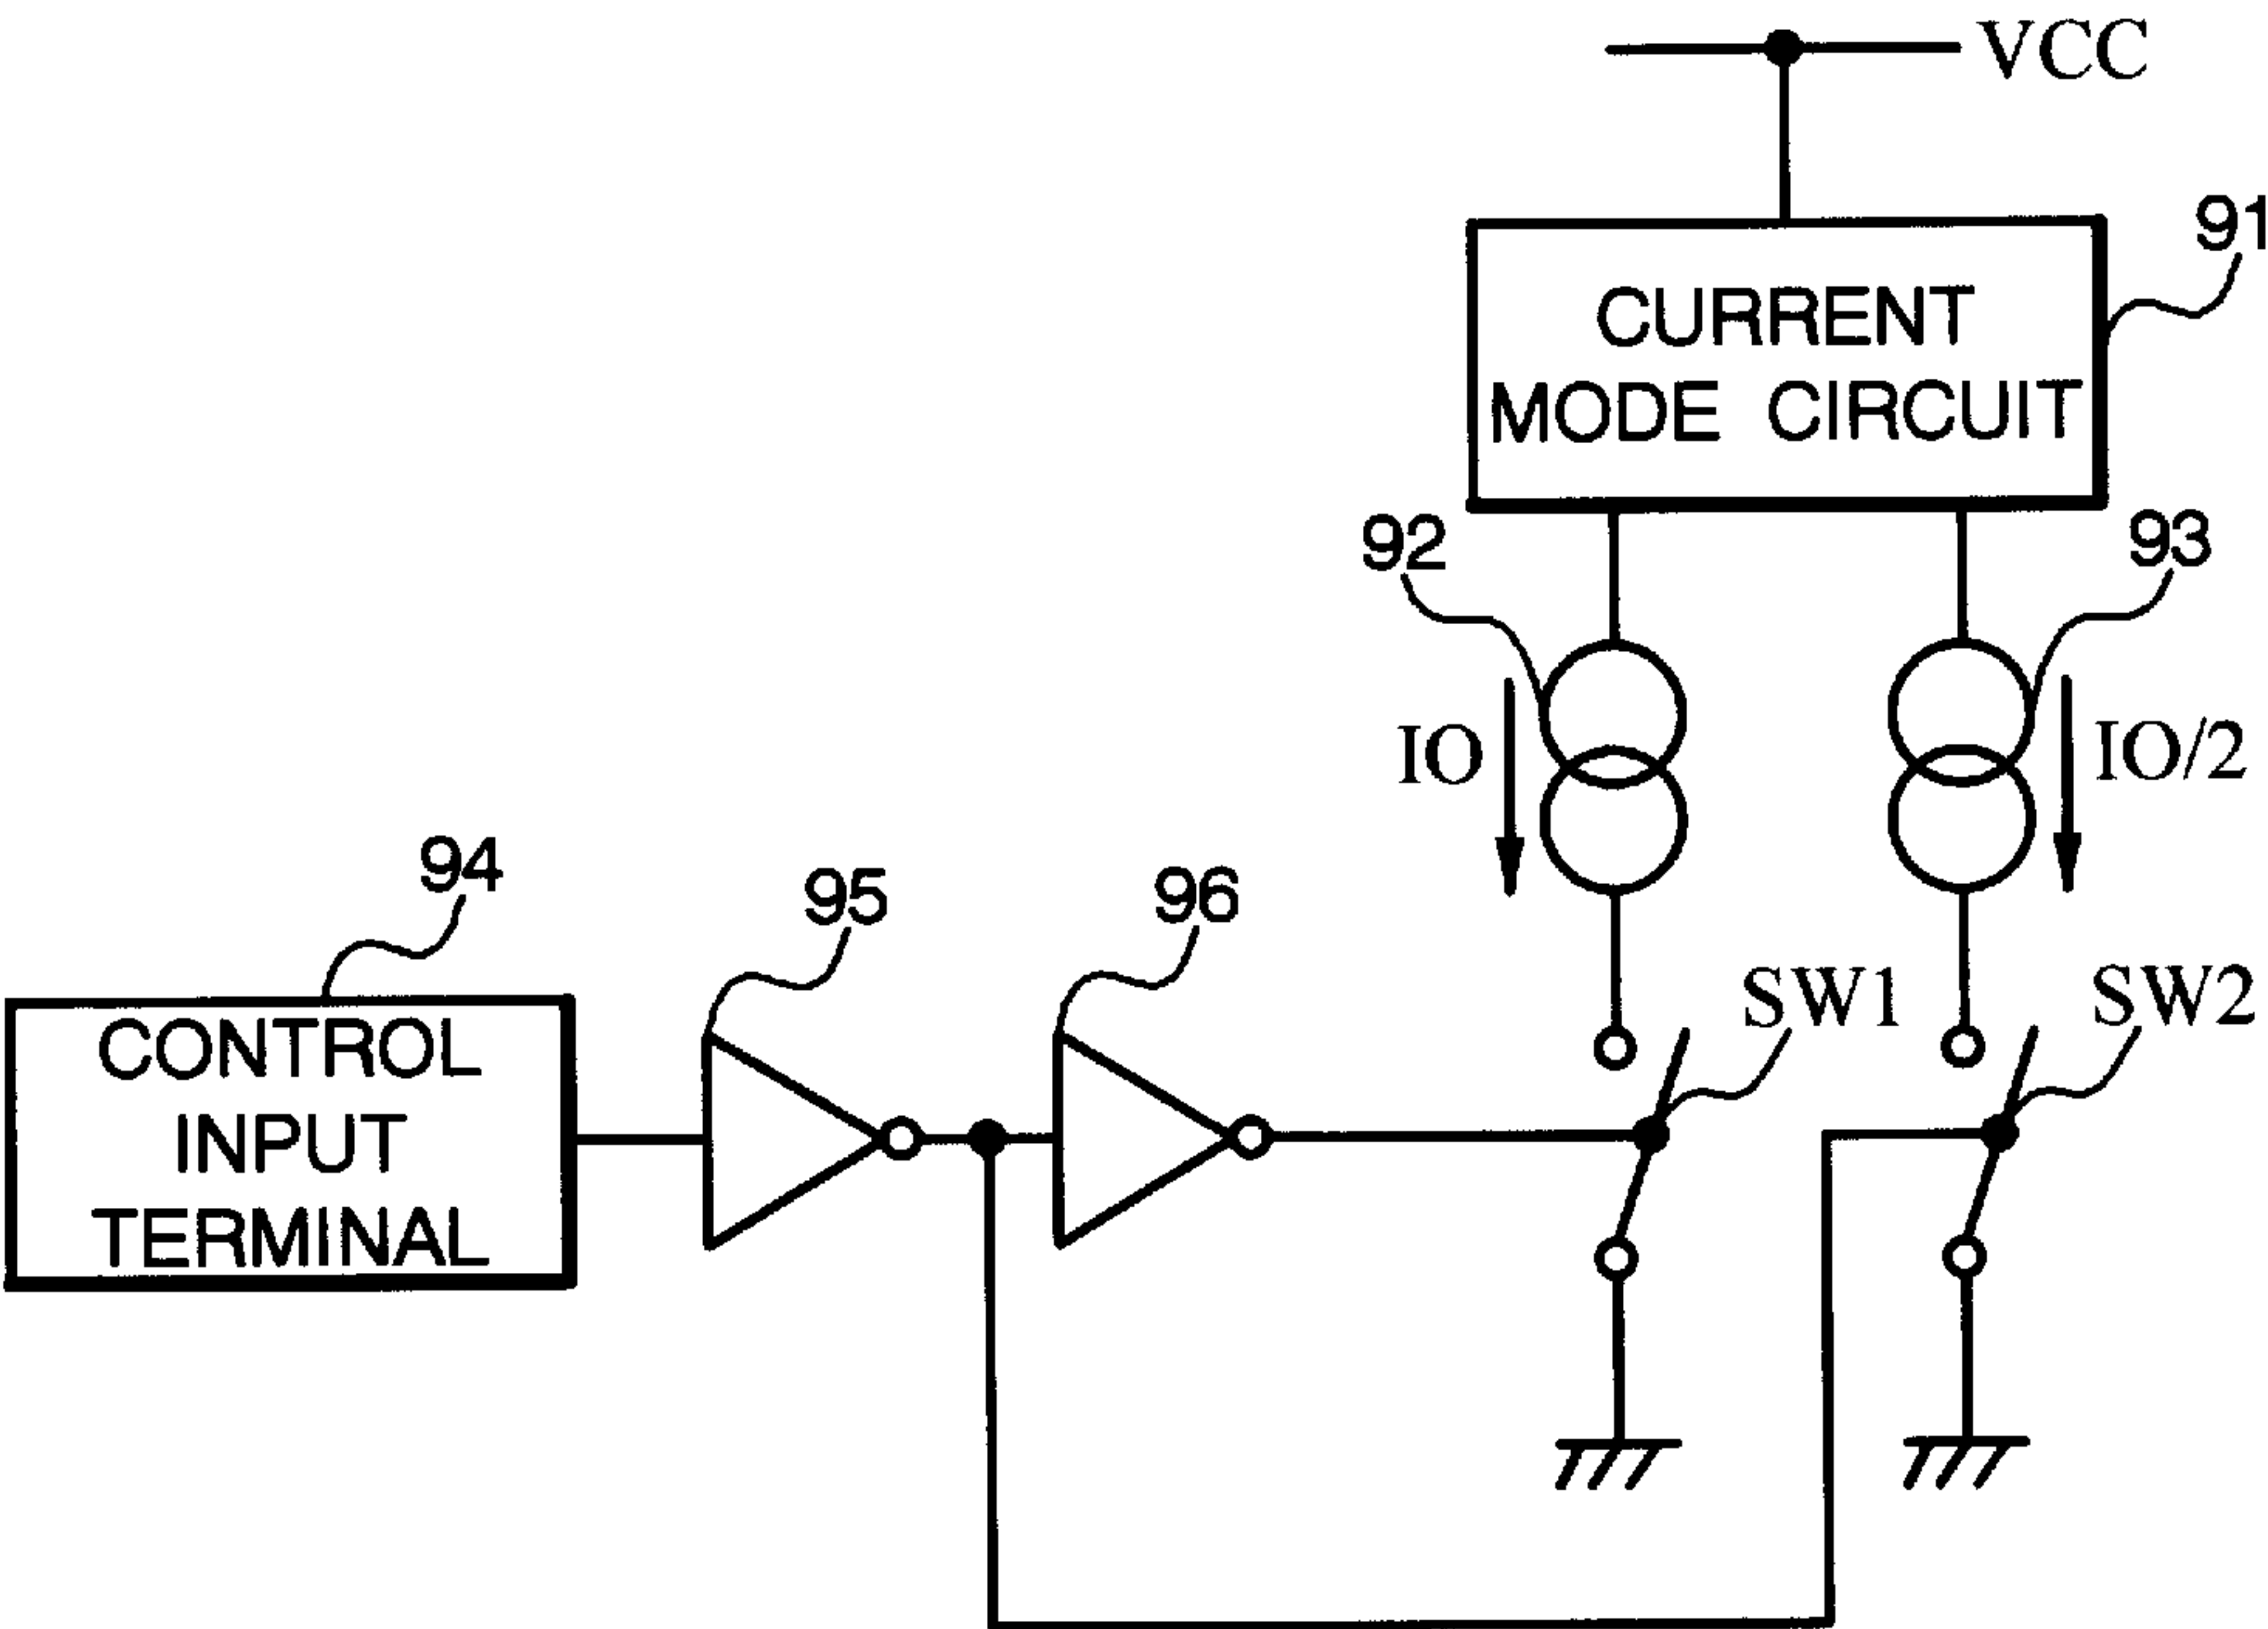 VCC
91
CURRENT
MODE CIRCUIT
92
93
IO
IO/2
94
95
96
SW1
SW2
CONTROL
INPUT
TERMINAL